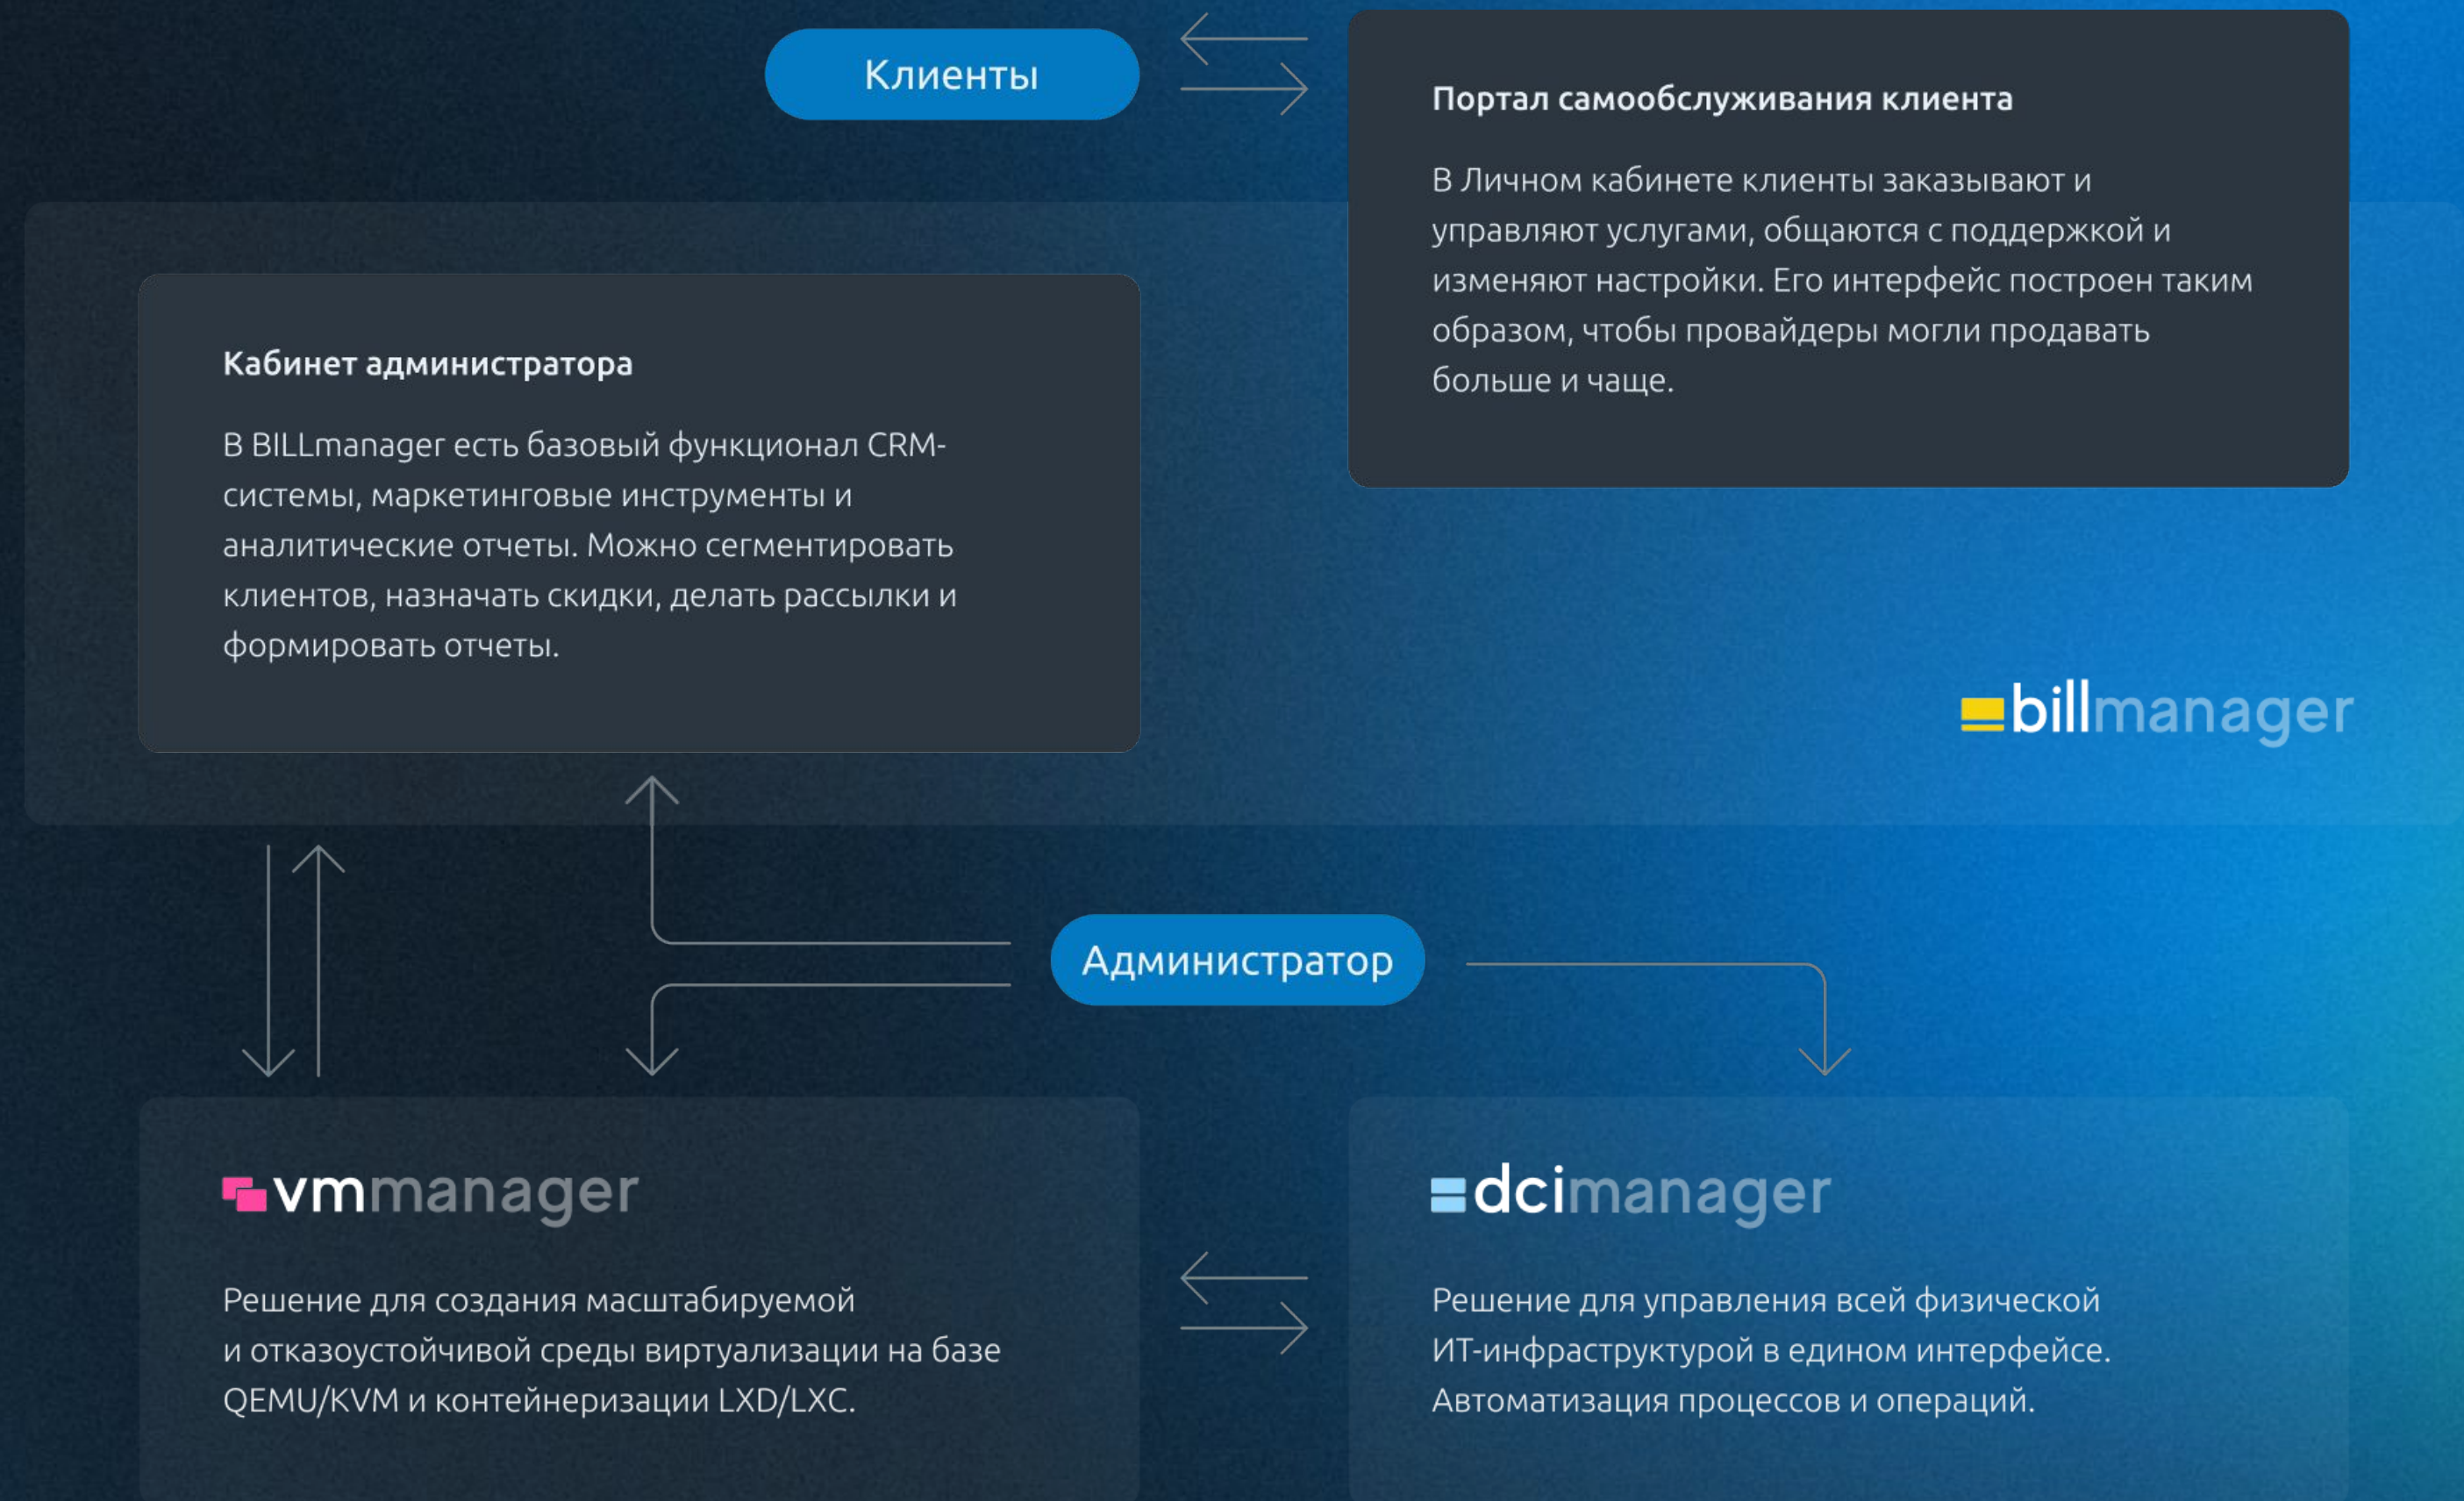 Клиенты
Портал самообслуживания клиента
В Личном кабинете клиенты заказывают и
управляют услугами, общаются с поддержкой и
изменяют настройки. Его интерфейс построен таким
образом, чтобы провайдеры могли продавать
больше и чаще.
Кабинет администратора
В BILLmanager есть базовый функционал CRM-
системы, маркетинговые инструменты и
аналитические отчеты. Можно сегментировать
клиентов, назначать скидки, делать рассылки и
формировать отчеты.
billmanager
Администратор
vmmanager
Решение для создания масштабируемой
и отказоустойчивой среды виртуализации на базе
QEMU/KVM и контейнеризации LXD/LXC.
dcimanager
Решение для управления всей физической
ИТ-инфраструктурой в едином интерфейсе.
Автоматизация процессов и операций.